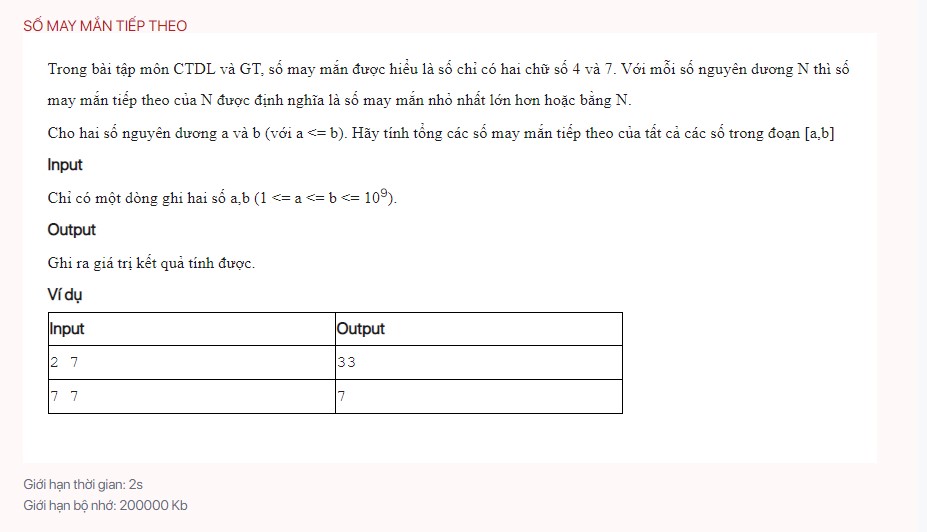 SỐ MAY MẮN TIẾP THEO
Trong bài tập môn CTDL và GT, số may mắn được hiểu là số chỉ có hai chữ số 4 và 7. Với mỗi số nguyên dương N thì số
may mắn tiếp theo của N được định nghĩa là số may mắn nhỏ nhất lớn hơn hoặc bằng N.
Cho hai số nguyên dương a và b (với a <= b). Hãy tính tổng các số may mắn tiếp theo của tất cả các số trong đoạn [a,b]
Input
Chỉ có một dòng ghi hai số a,b (1 <= a <= b <= 10⁹).
Output
Ghi ra giá trị kết quả tính được.
Ví dụ
Input Output
2 7 33
7 7 7
Giới hạn thời gian: 2s
Giới hạn bộ nhớ: 200000 Kb